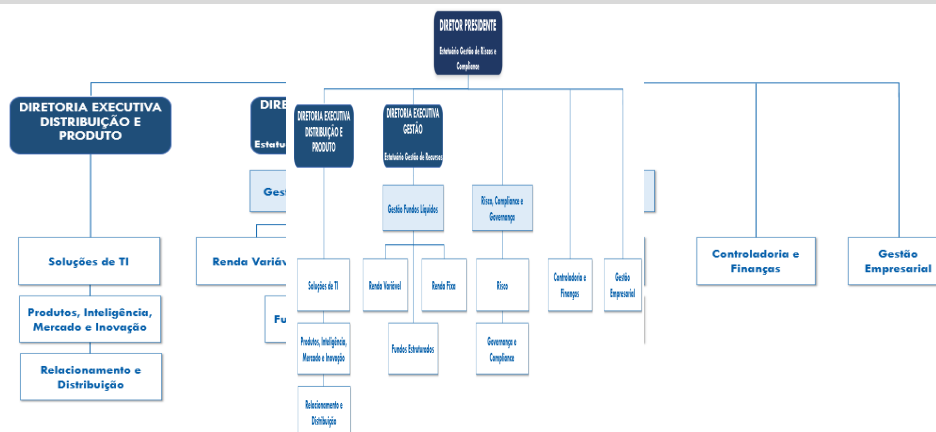 DIRETOR PRESIDENTE
Estatuário Gestão de Riscos e
Compliance
DIRETORIA EXECUTIVA
DISTRIBUIÇÃO E
PRODUTO
Soluções de TI
Produtos, Inteligência,
Mercado e Inovação
Relacionamento e
Distribuição
Renda Variáv
DIRETORIA EXECUTIVA
DISTRIBUIÇÃO E
PRODUTO
DIRETORIA EXECUTIVA
GESTÃO
Estatuário Gestão de Recursos
Gestão Fundos Líquidos
Risco, Compliance e
Governança
Soluções de TI
Renda Variável
Renda Fixa
Risco
Controladoria e
Finanças
Gestão
Empresarial
Produtos, Inteligência,
Mercado e Inovação
Fundos Estruturados
Governança e
Compliance
Relacionamento e
Distribuição
Controladoria e
Finanças
Gestão
Empresarial